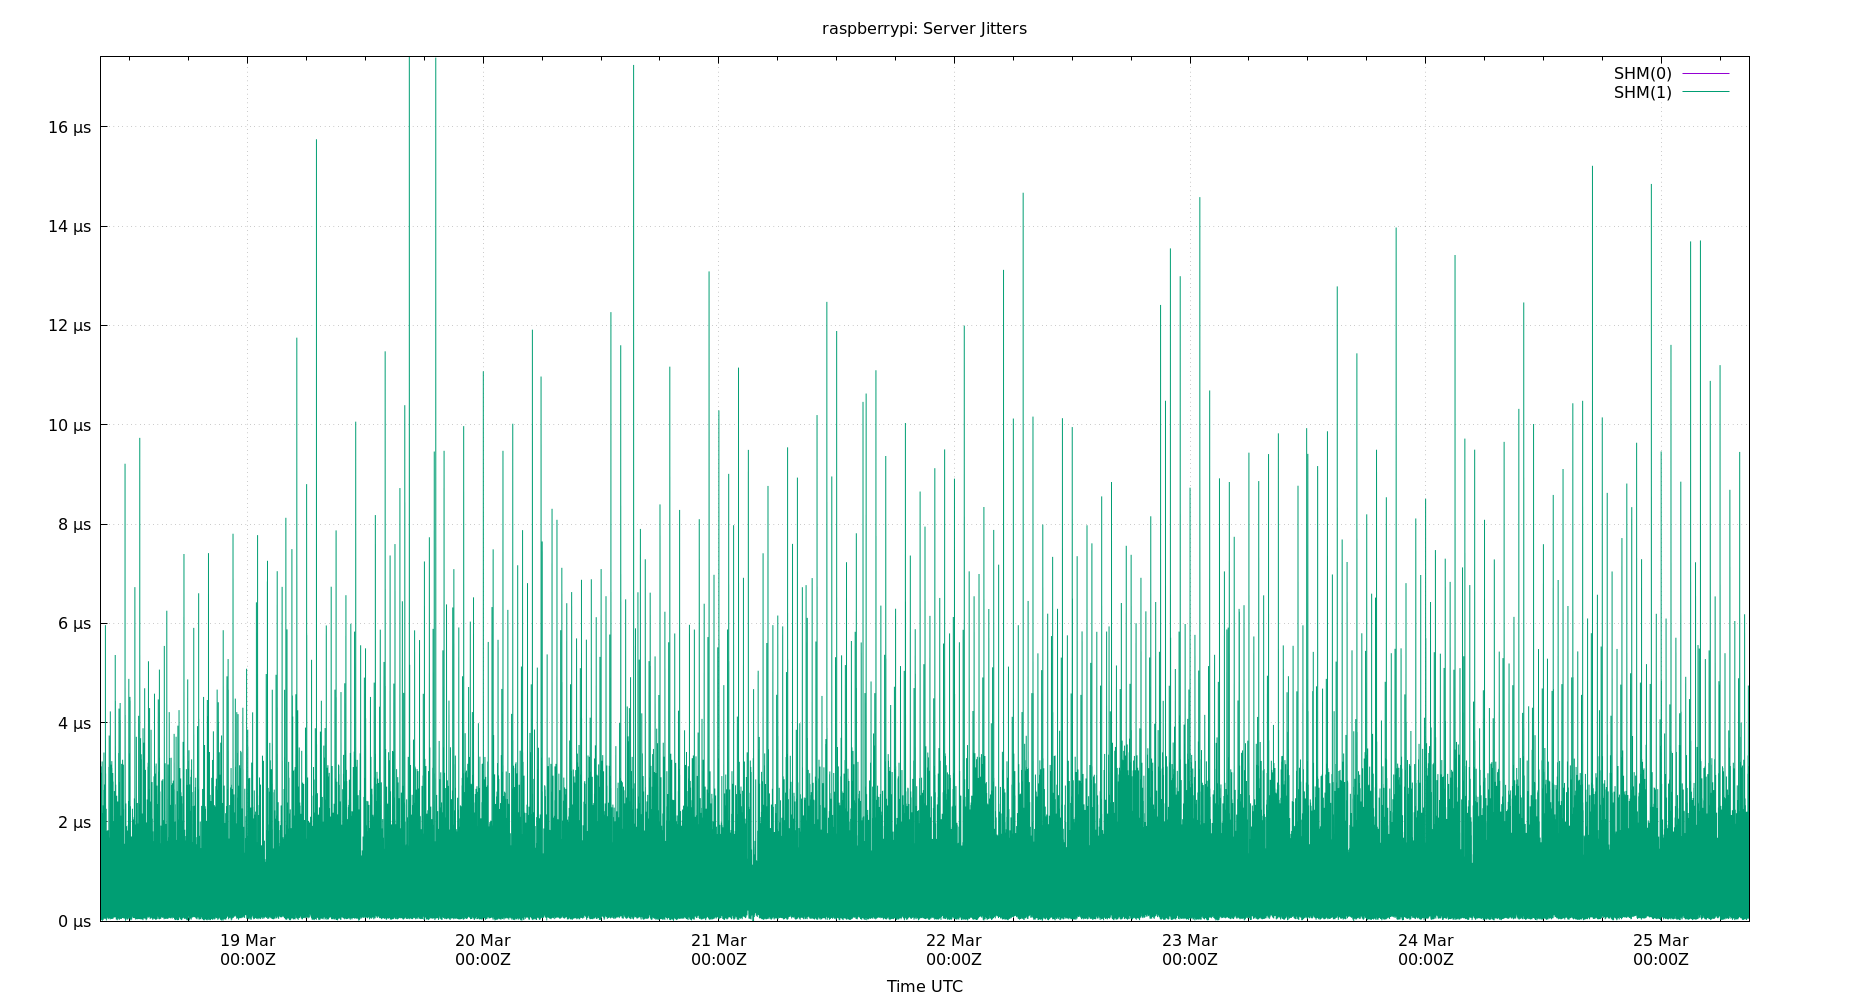 raspberrypi: Server Jitters
SHM(0)
SHM(1)
16 µs
14 µs
12 µs
10 µs
8 µs
6 µs
4 µs
2 µs
0 µs
19 Mar 20 Mar 21 Mar 22 Mar 23 Mar 24 Mar 25 Mar
00:00Z 00:00Z 00:00Z 00:00Z 00:00Z 00:00Z 00:00Z
Time UTC